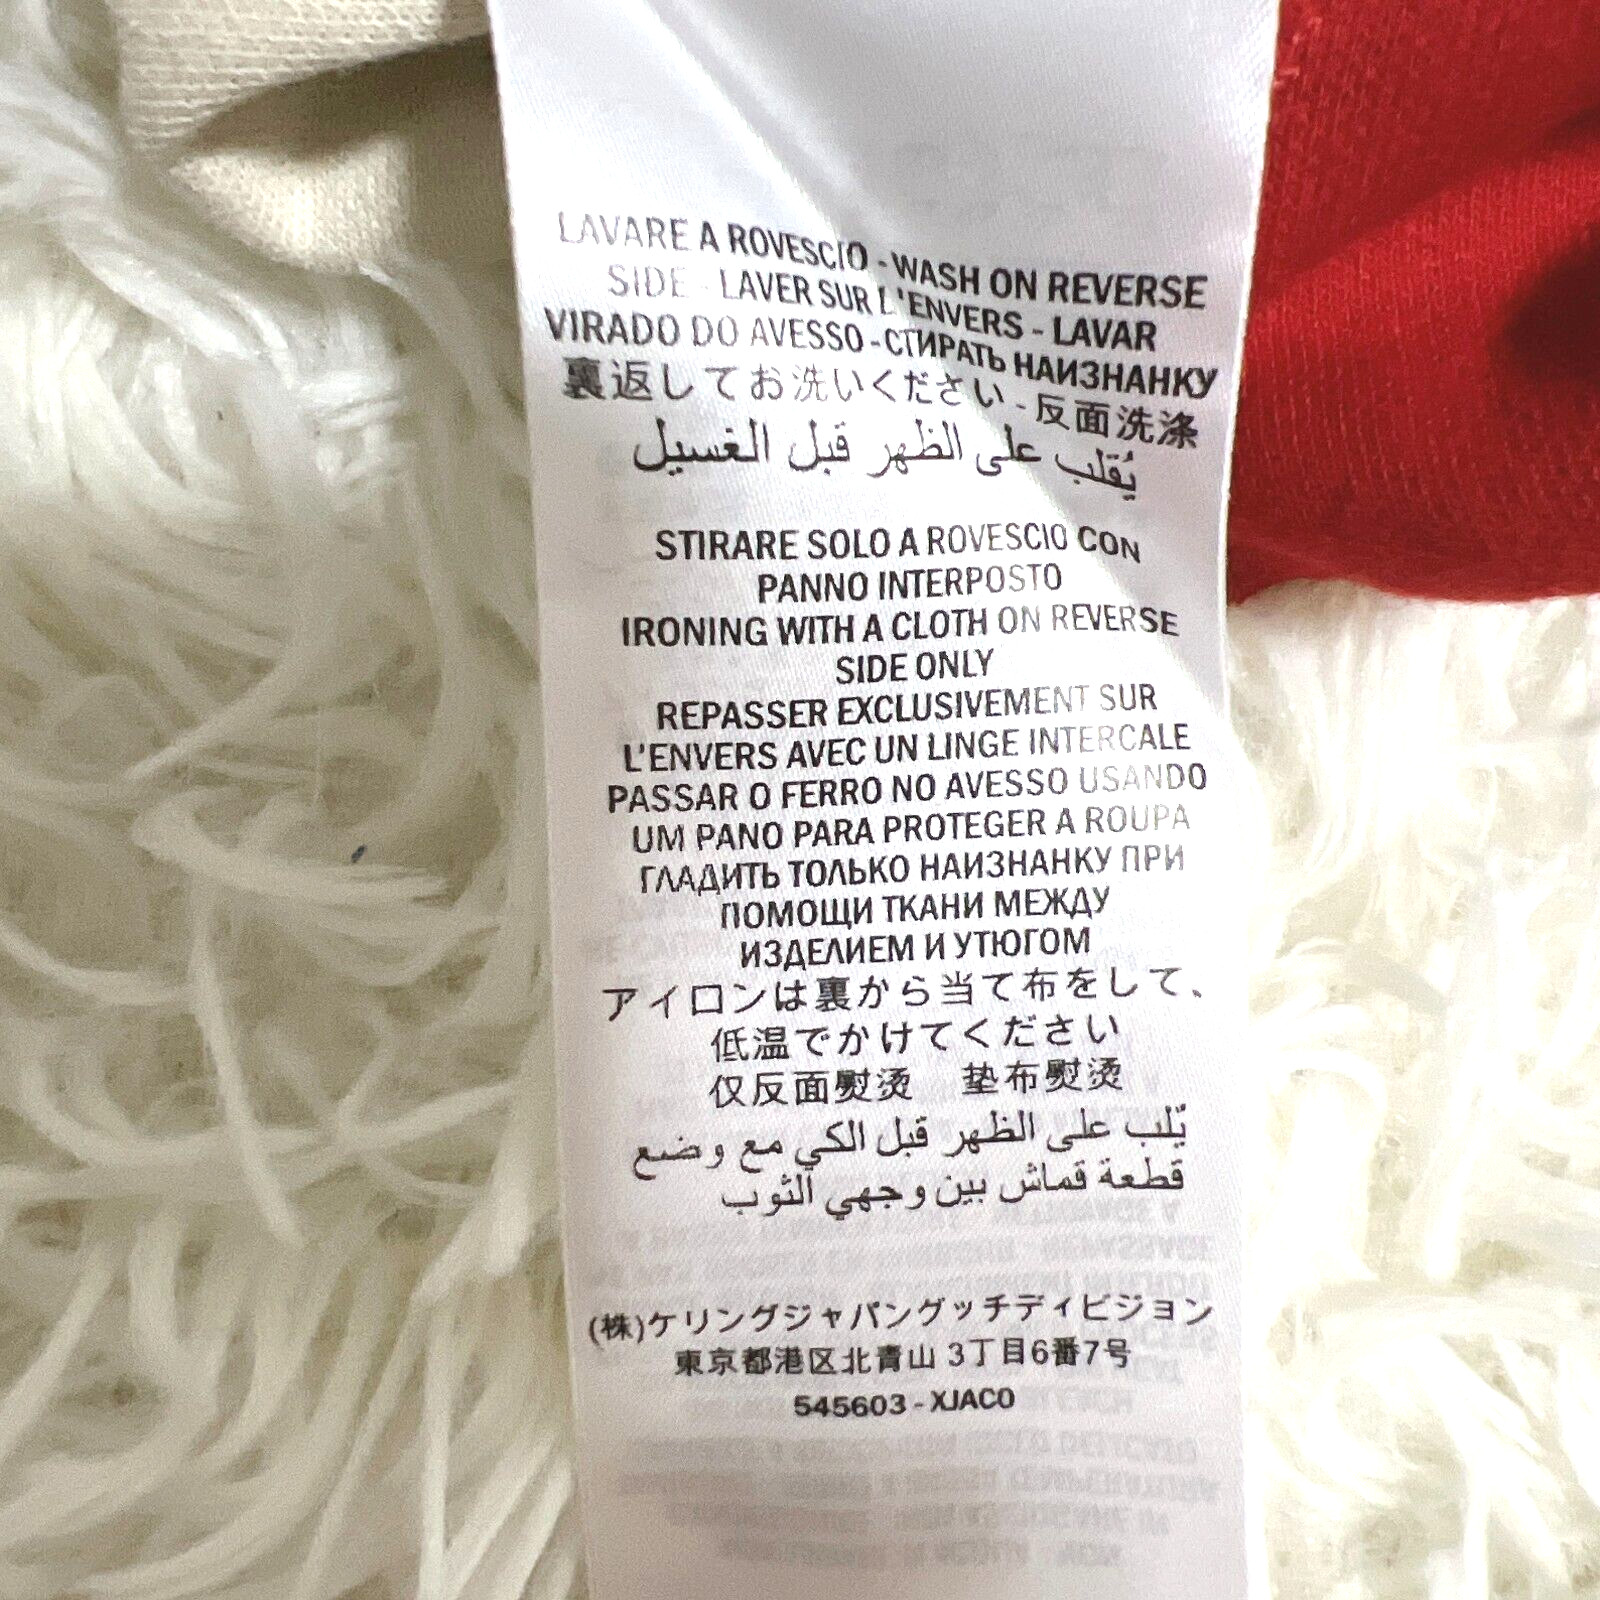 LAVARE A ROVESCIO - WASH ON REVERSE
SIDE - LAVER SUR L'ENVERS - LAVAR
VIRADO DO AVESSO - СТИРАТЬ НАИЗНАНКУ
裏返してお洗いください - 反面洗涤
يُقلب على الظهر قبل الغسيل
STIRARE SOLO A ROVESCIO CON
PANNO INTERPOSTO
IRONING WITH A CLOTH ON REVERSE
SIDE ONLY
REPASSER EXCLUSIVEMENT SUR
L'ENVERS AVEC UN LINGE INTERCALE
PASSAR O FERRO NO AVESSO USANDO
UM PANO PARA PROTEGER A ROUPA
ГЛАДИТЬ ТОЛЬКО НАИЗНАНКУ ПРИ
ПОМОЩИ ТКАНИ МЕЖДУ
ИЗДЕЛИЕМ И УТЮГОМ
アイロンは裏から当て布をして、
低温でかけてください
仅反面熨烫　垫布熨烫
يّلب على الظهر قبل الكي مع وضع
قطعة قماش بين وجهي الثوب
(株)ケリングジャパングッチディビジョン
東京都港区北青山 3丁目6番7号
545603 - XJACO